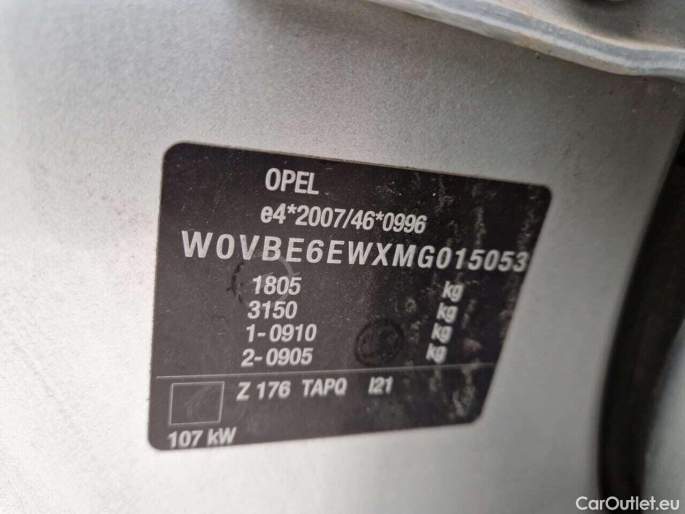 OPEL
e4*2007/46*0996
W0VBE6EWXMG015053
1805 kg
3150 kg
1-0910 kg
2-0905 kg
Z 176 TAPQ I21
107 kW
CarOutlet.eu